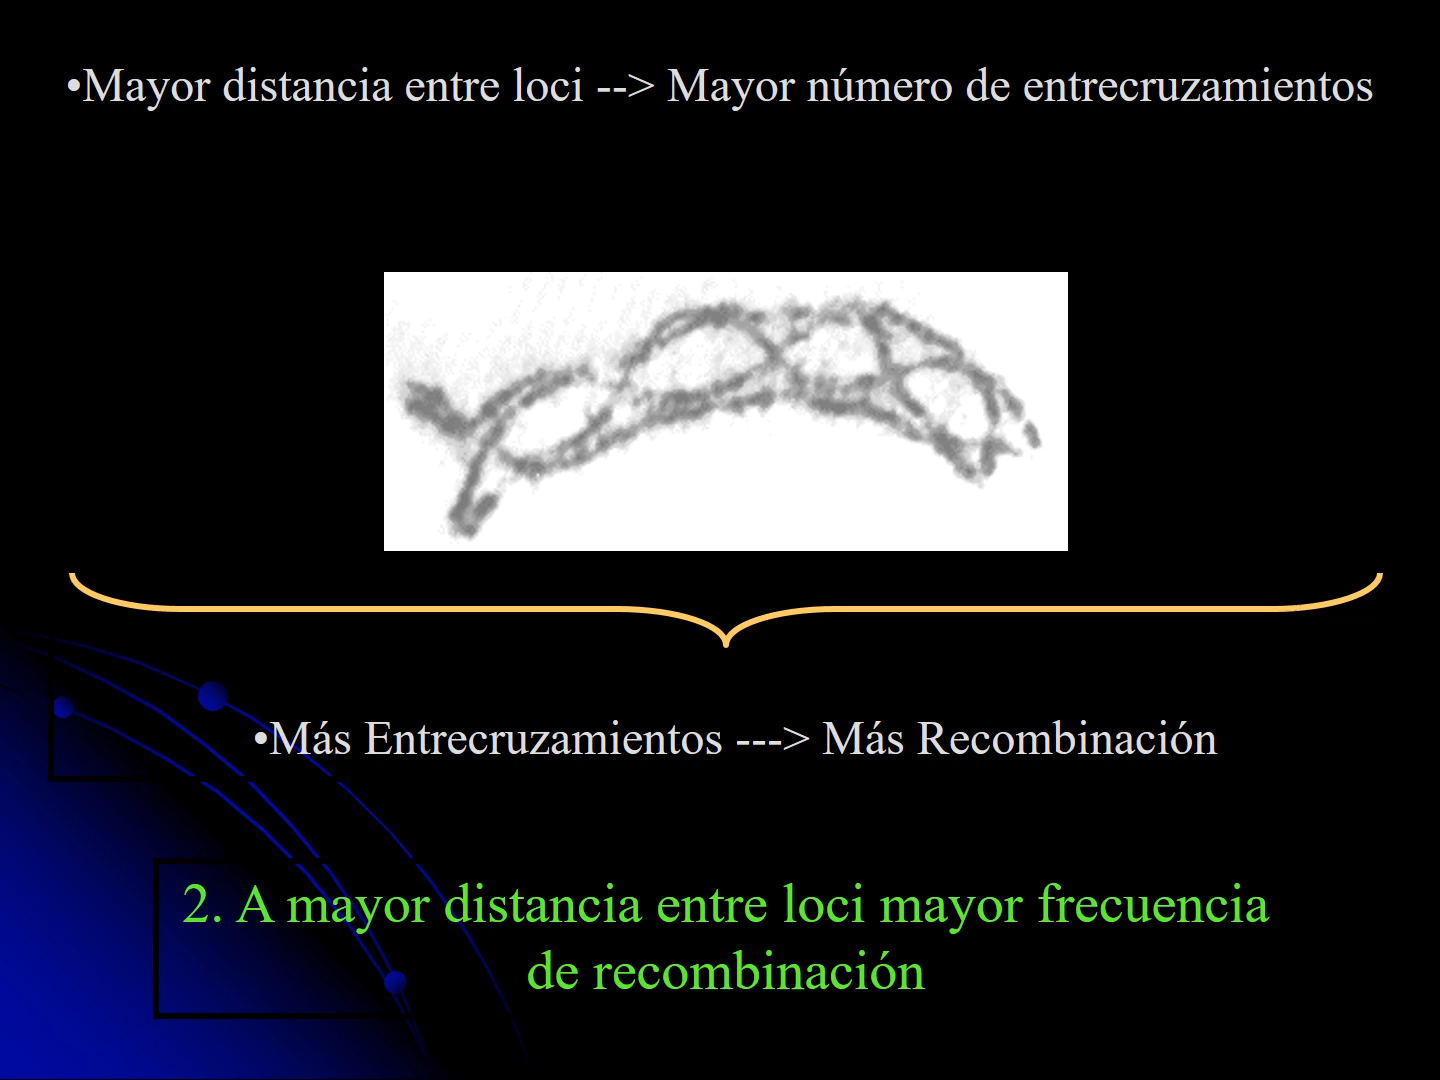 •Mayor distancia entre loci --> Mayor número de entrecruzamientos
•Más Entrecruzamientos ---> Más Recombinación
2. A mayor distancia entre loci mayor frecuencia
de recombinación